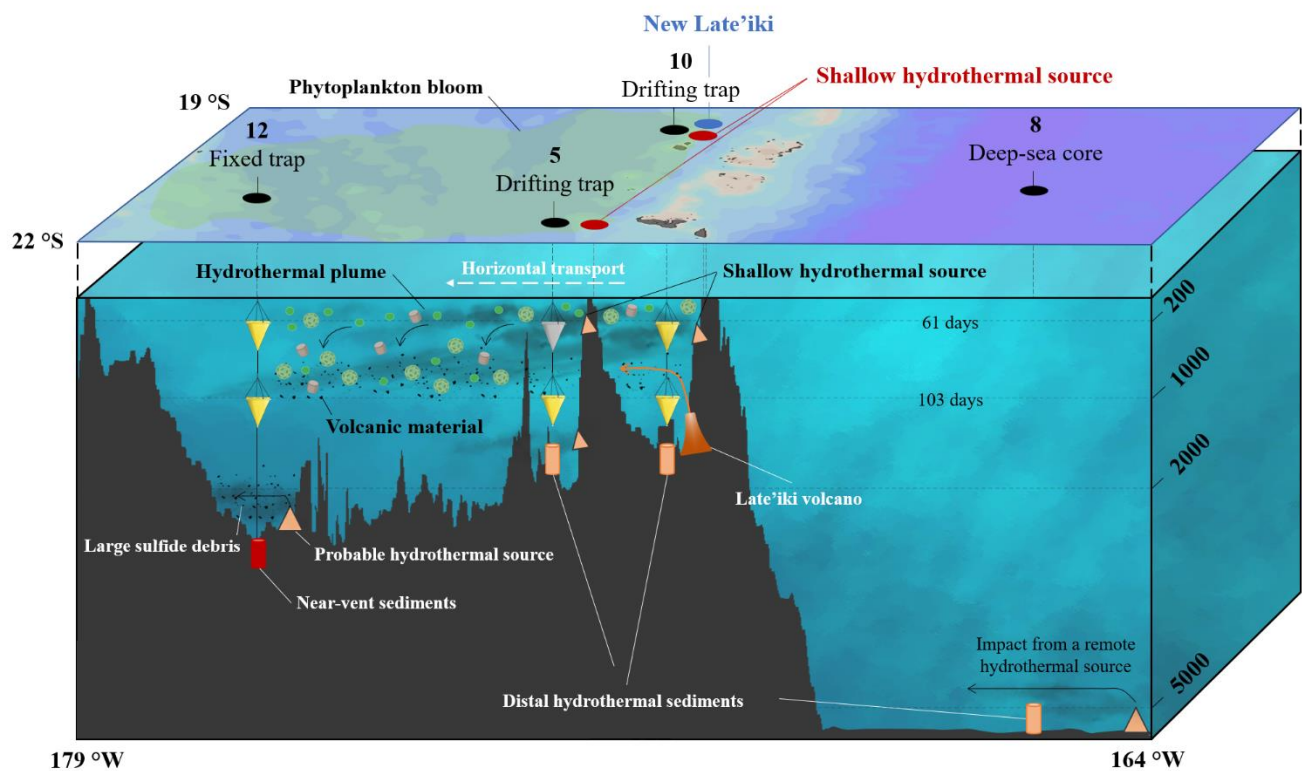 New Late’iki
10
Drifting trap
Shallow hydrothermal source
Phytoplankton bloom
19 °S
12
Fixed trap
5
Drifting trap
8
Deep-sea core
22 °S
Hydrothermal plume
Horizontal transport
Shallow hydrothermal source
200
61 days
1000
103 days
Volcanic material
2000
Late’iki volcano
Large sulfide debris
Probable hydrothermal source
Near-vent sediments
Impact from a remote
hydrothermal source
5000
Distal hydrothermal sediments
179 °W
164 °W